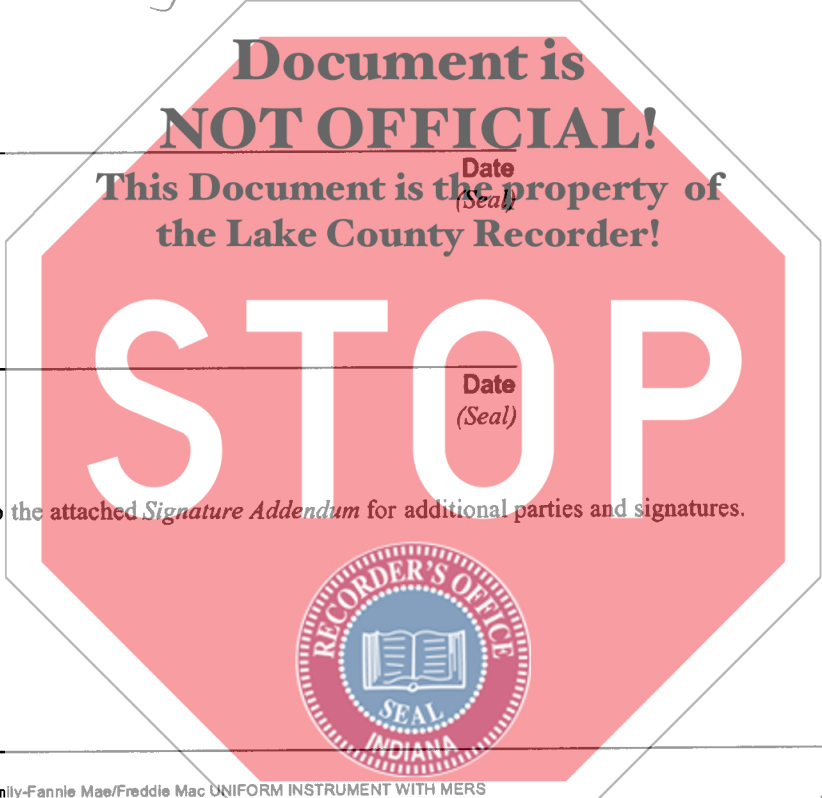 Document is
NOT OFFICIAL!
Date
This Document is the property of
(Seal)
the Lake County Recorder!
STOP
Date
(Seal)
the attached Signature Addendum for additional parties and signatures.
RECORDER'S OFFICE
SEAL
INDIANA
Fannie Mae/Freddie Mac UNIFORM INSTRUMENT WITH MERS